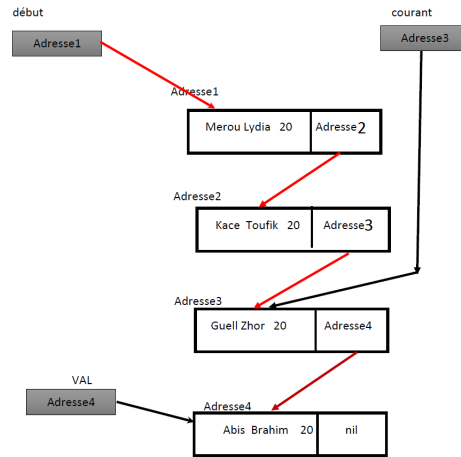 début
courant
Adresse1
Adresse3
Adresse1
Merou Lydia 20 Adresse2
Adresse2
Kace Toufik 20 Adresse3
Adresse3
Guell Zhor 20 Adresse4
VAL
Adresse4
Adresse4
Abis Brahim 20 nil